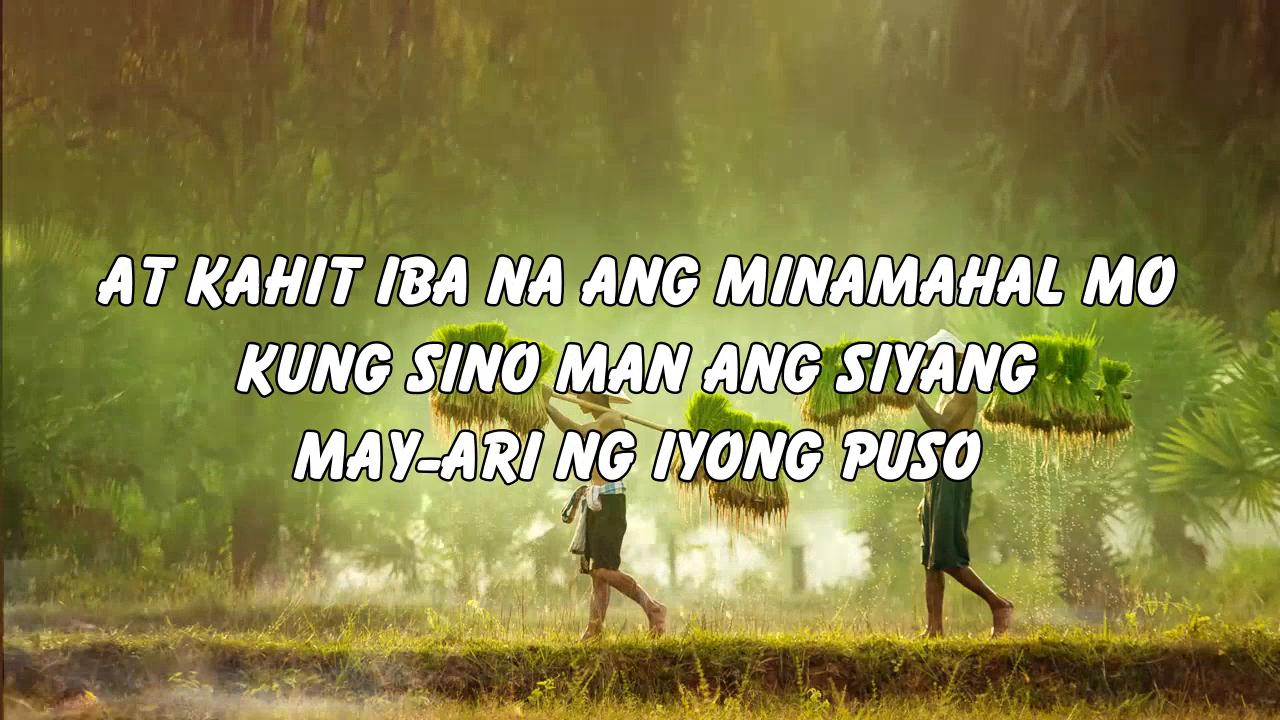 AT KAHIT IBA NA ANG MINAMAHAL MO
KUNG SINO MAN ANG SIYANG
MAY-ARI NG IYONG PUSO